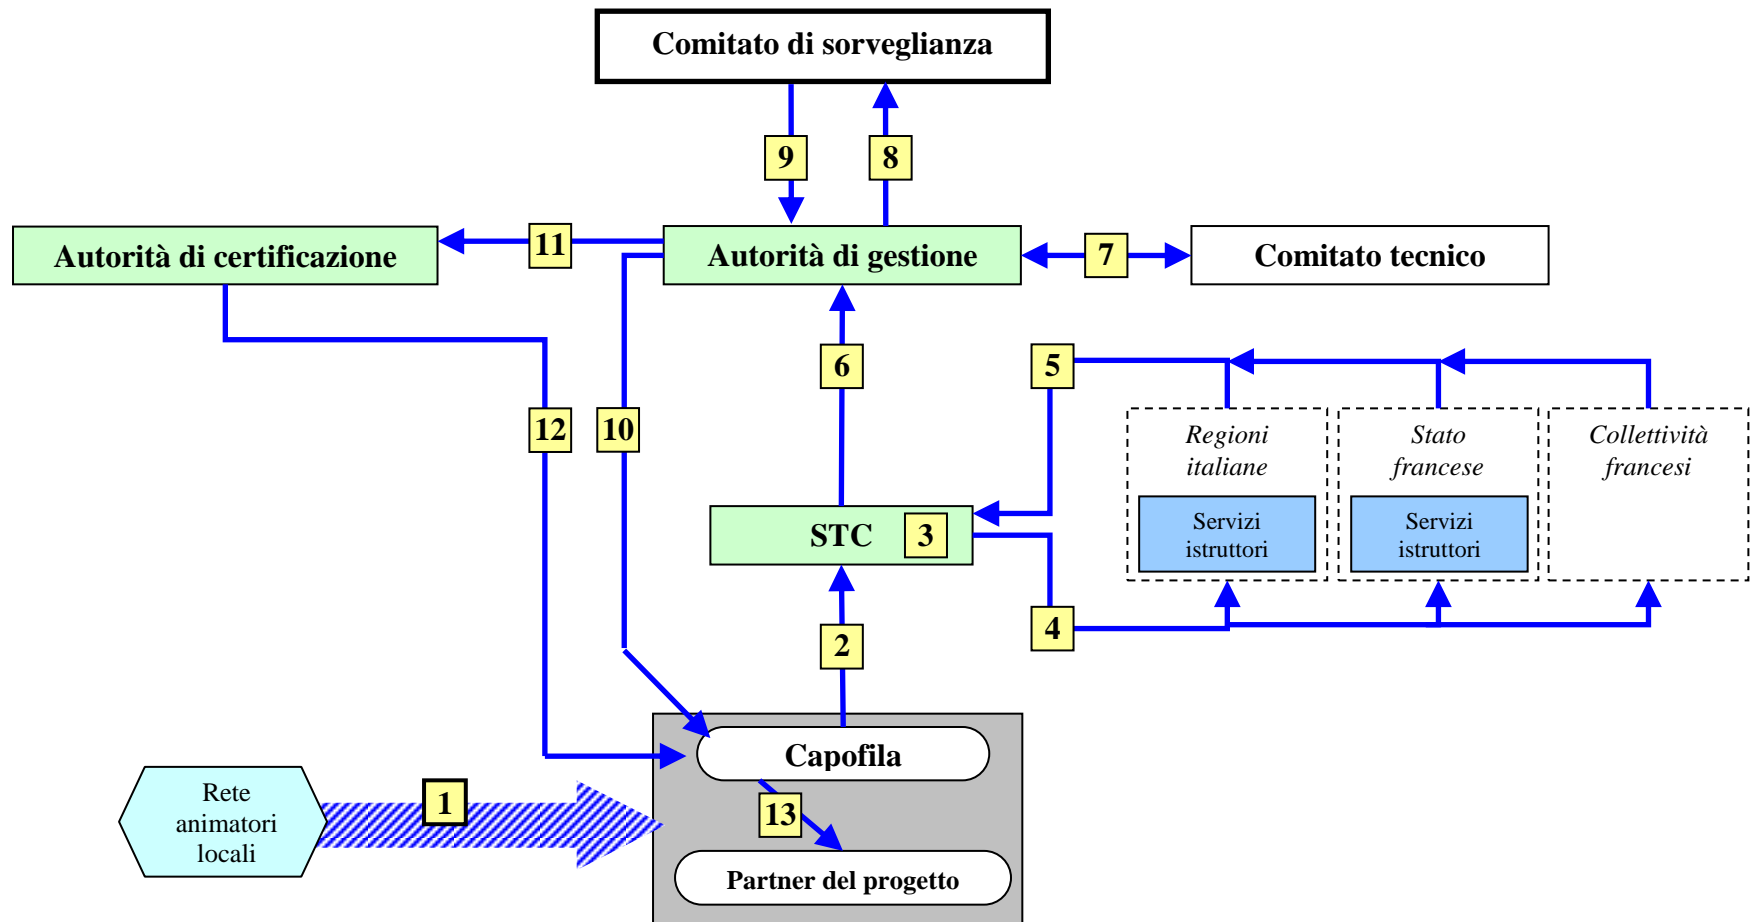 Comitato di sorveglianza
9
8
11
Autorità di certificazione
Autorità di gestione
7
Comitato tecnico
6
5
12
10
Regioni
italiane
Stato
francese
Collettività
francesi
Servizi
istruttori
Servizi
istruttori
STC
3
4
2
Capofila
1
Rete
animatori
locali
13
Partner del progetto